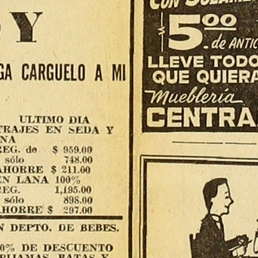 Y
GA CARGUELO A MI
ULTIMO DIA
TRAJES EN SEDA Y
NA
REG. de $ 959.00
sólo 748.00
AHORRE $ 211.00
EN LANA 100%
REG. 1,195.00
sólo 898.00
AHORRE $ 297.00
N DEPTO. DE BEBES.
0% DE DESCUENTO
CON SOLAMEN
$ 5.00
de ANTIC
LLEVE TODO
QUE QUIERA
Mueblería
CENTRA